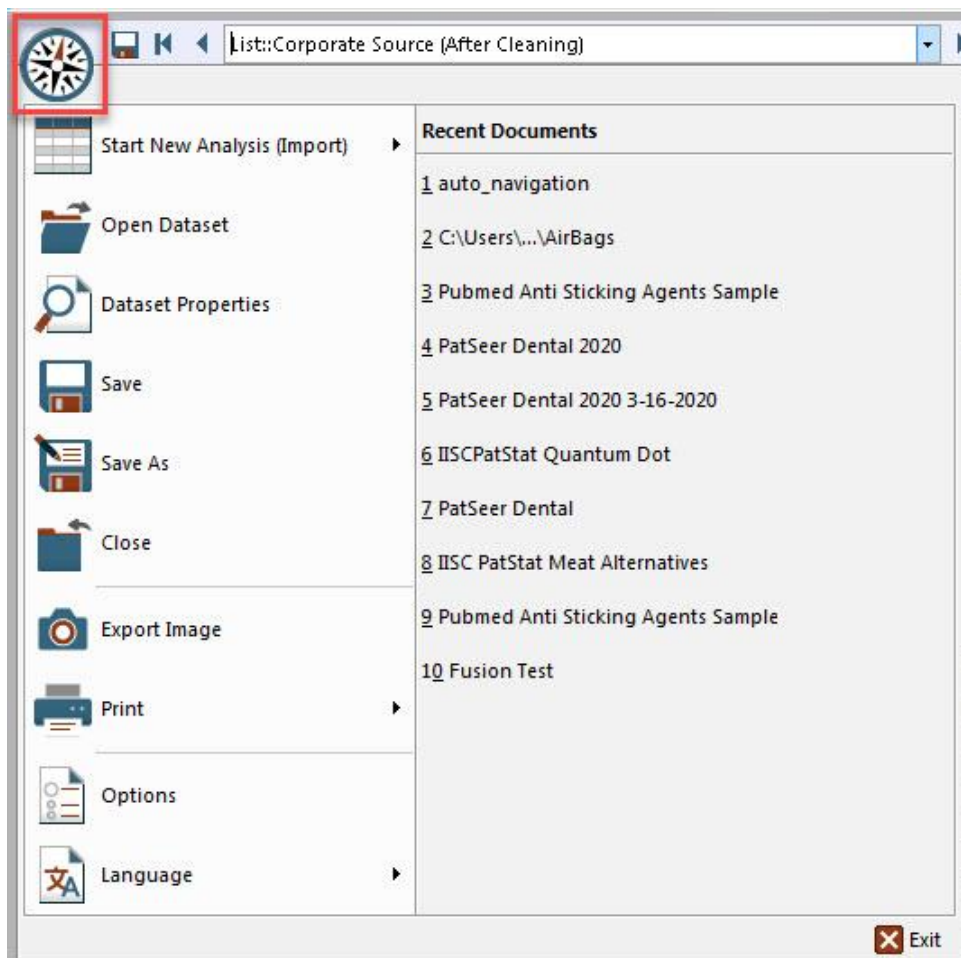 List::Corporate Source (After Cleaning)
Start New Analysis (Import)
Open Dataset
Dataset Properties
Save
Save As
Close
Export Image
Print
Options
Language
Recent Documents
1 auto_navigation
2 C:\Users\...\AirBags
3 Pubmed Anti Sticking Agents Sample
4 PatSeer Dental 2020
5 PatSeer Dental 2020 3-16-2020
6 IISCPatStat Quantum Dot
7 PatSeer Dental
8 IISC PatStat Meat Alternatives
9 Pubmed Anti Sticking Agents Sample
10 Fusion Test
Exit